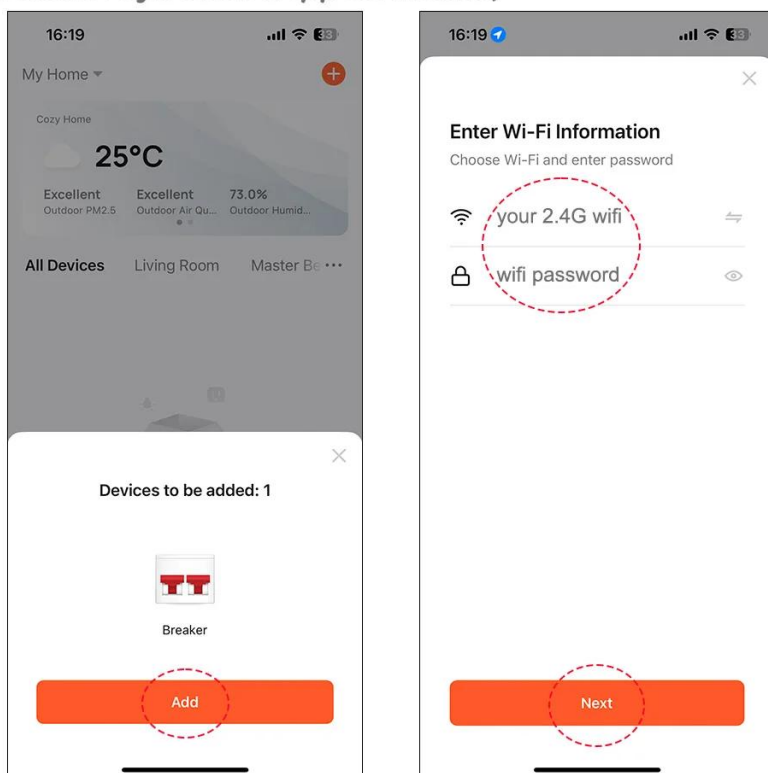 16:19
33
My Home
Cozy Home
25°C
Excellent Excellent 73.0%
Outdoor PM2.5 Outdoor Air Qu... Outdoor Humid...
All Devices Living Room Master Be ...
Devices to be added: 1
Breaker
Add
16:19
33
Enter Wi-Fi Information
Choose Wi-Fi and enter password
your 2.4G wifi
wifi password
Next